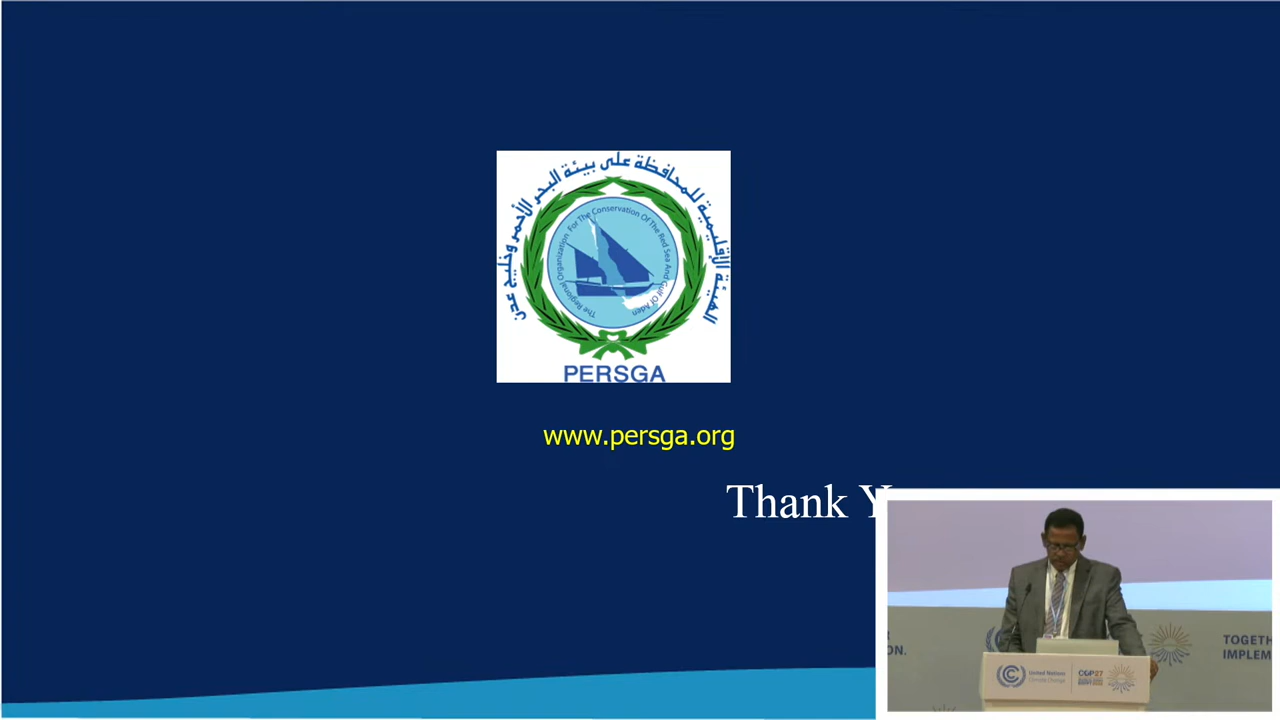 الهيئة الإقليمية للمحافظة على بيئة البحر الأحمر وخليج عدن
The Regional Organization For The Conservation Of The Red Sea And Gulf Of Aden
PERSGA
www.persga.org
Thank Y
TOGETH
IMPLEM
ON.
United Nations
Climate Change
COP27